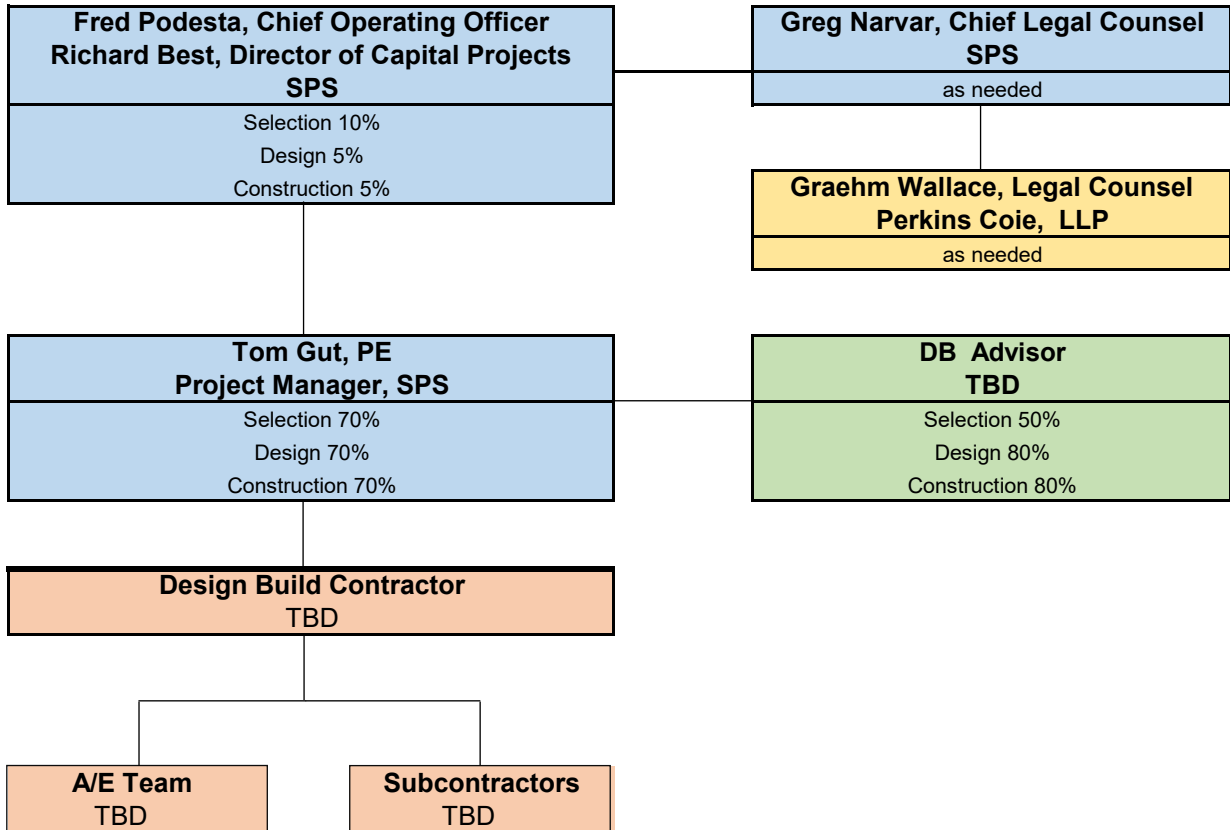 Fred Podesta, Chief Operating Officer
Richard Best, Director of Capital Projects
SPS
Selection 10%
Design 5%
Construction 5%
Greg Narvar, Chief Legal Counsel
SPS
as needed
Graehm Wallace, Legal Counsel
Perkins Coie, LLP
as needed
Tom Gut, PE
Project Manager, SPS
Selection 70%
Design 70%
Construction 70%
DB Advisor
TBD
Selection 50%
Design 80%
Construction 80%
Design Build Contractor
TBD
A/E Team
TBD
Subcontractors
TBD